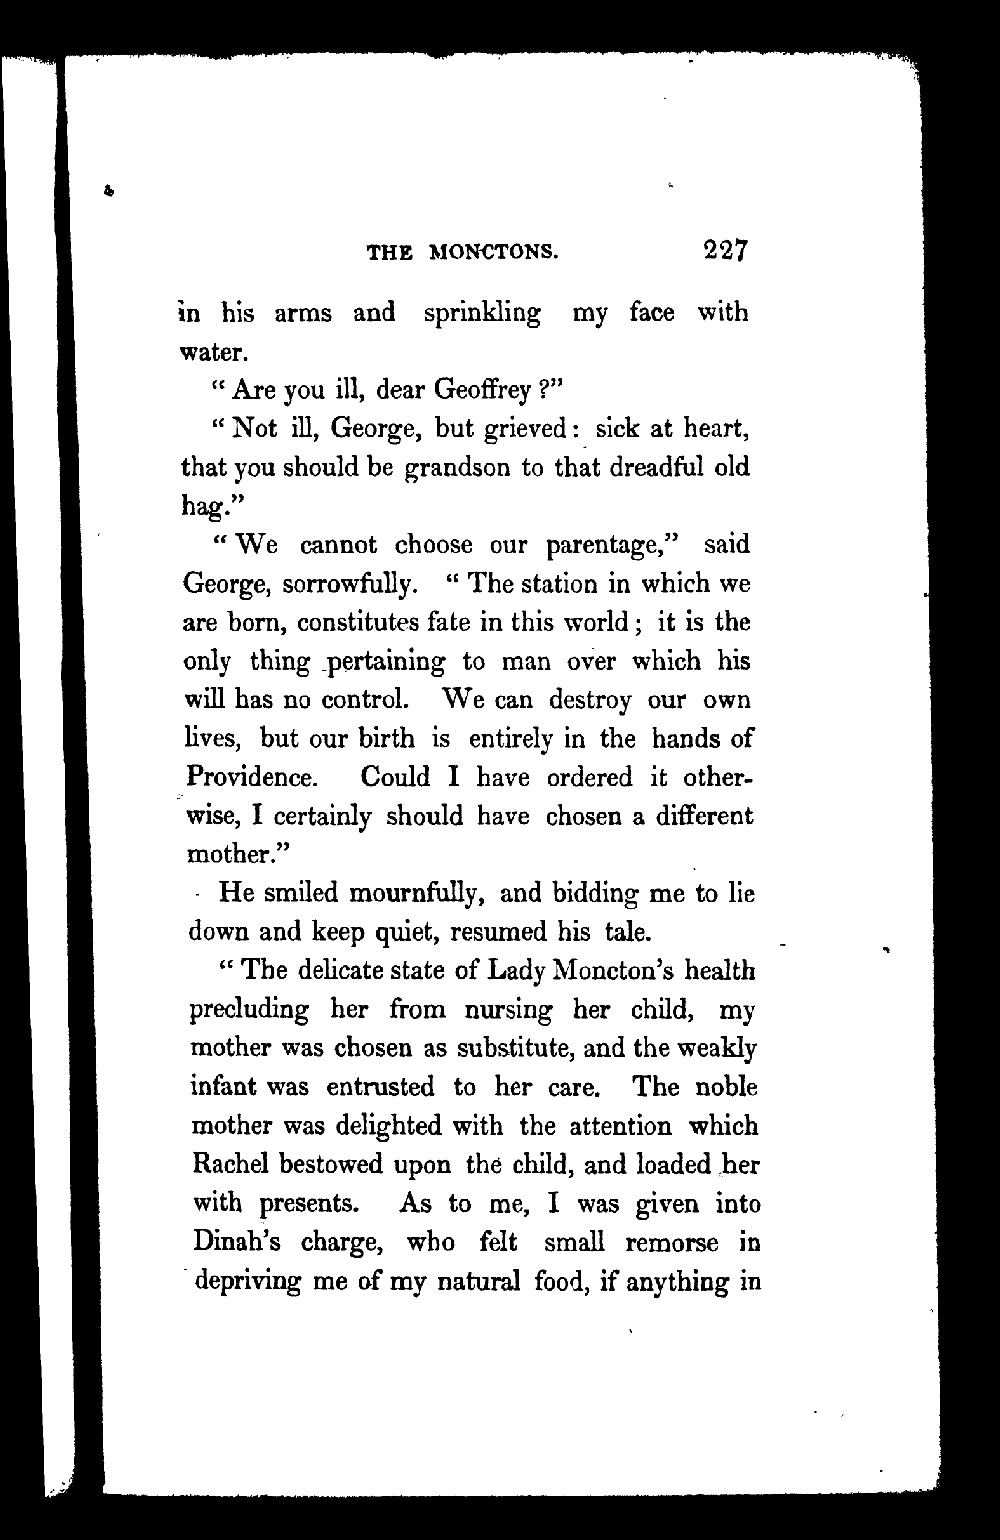 THE MONCTONS. 227
in his arms and sprinkling my face with
water.
“ Are you ill, dear Geoffrey ?”
“ Not ill, George, but grieved : sick at heart,
that you should be grandson to that dreadful old
hag.”
“ We cannot choose our parentage,” said
George, sorrowfully. “ The station in which we
are born, constitutes fate in this world ; it is the
only thing pertaining to man over which his
will has no control. We can destroy our own
lives, but our birth is entirely in the hands of
Providence. Could I have ordered it other-
wise, I certainly should have chosen a different
mother.”
He smiled mournfully, and bidding me to lie
down and keep quiet, resumed his tale.
“ The delicate state of Lady Moncton’s health
precluding her from nursing her child, my
mother was chosen as substitute, and the weakly
infant was entrusted to her care. The noble
mother was delighted with the attention which
Rachel bestowed upon the child, and loaded her
with presents. As to me, I was given into
Dinah’s charge, who felt small remorse in
depriving me of my natural food, if anything in